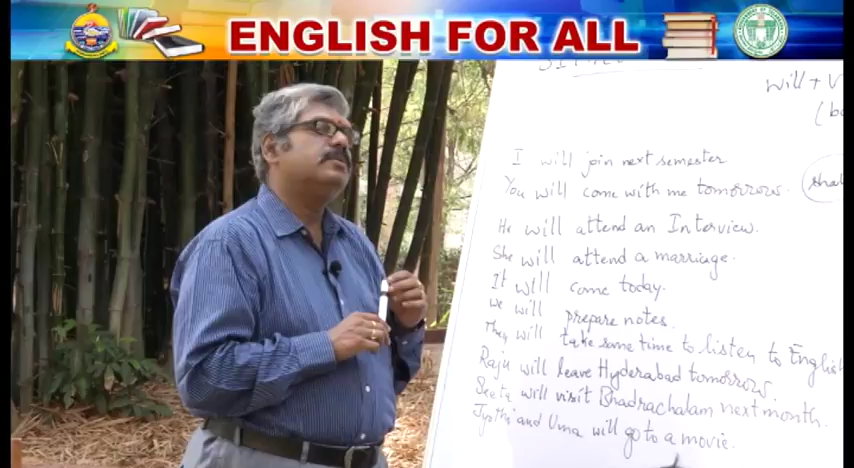 ENGLISH FOR ALL
will + V
I will join next semester.
You will come with me tomorrow.
He will attend an Interview.
She will attend a marriage.
It will come today.
We will prepare notes.
They will take some time to listen to English
Raju will leave Hyderabad tomorrow.
Seeta will visit Bhadrachalam next month.
Jyothi and Uma will go to a movie.